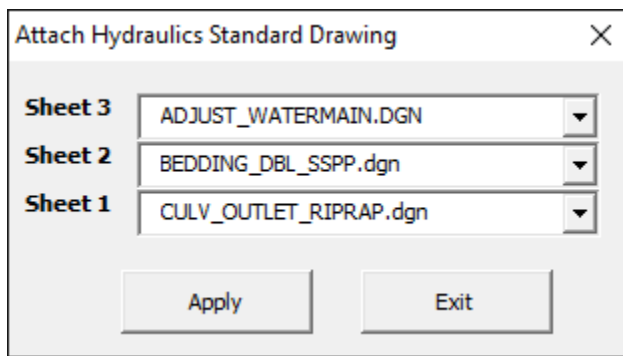 Attach Hydraulics Standard Drawing
Sheet 3 ADJUST_WATERMAIN.DGN
Sheet 2 BEDDING_DBL_SSPP.dgn
Sheet 1 CULV_OUTLET_RIPRAP.dgn
Apply Exit